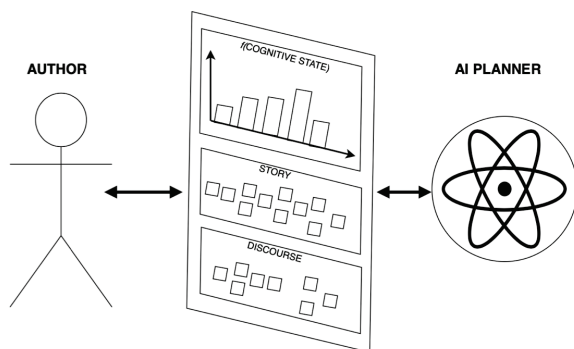 f(COGNITIVE STATE)
AUTHOR
AI PLANNER
STORY
DISCOURSE